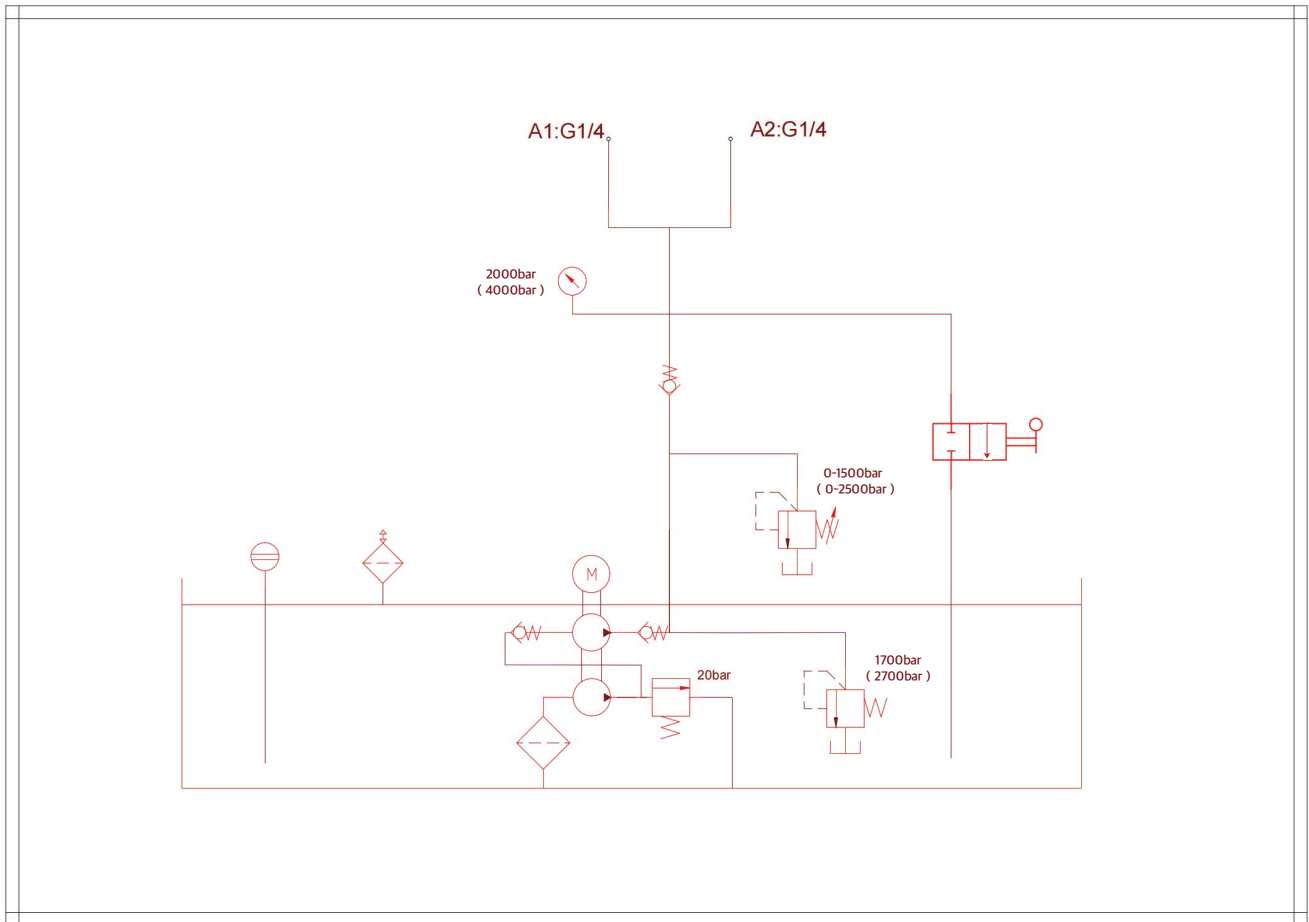 A1:G1/4
A2:G1/4
2000bar
( 4000bar )
0-1500bar
( 0-2500bar )
M
1700bar
( 2700bar )
20bar